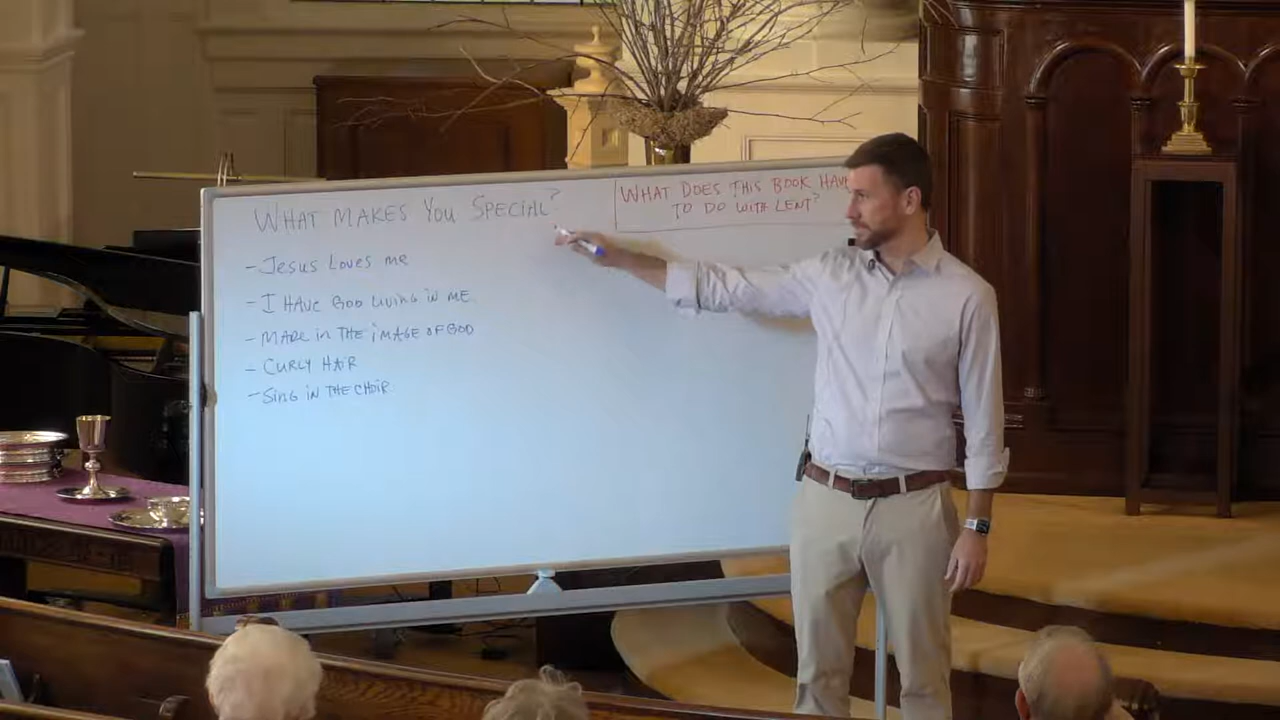 WHAT MAKES YOU SPECIAL?
WHAT DOES THIS BOOK HAV
TO DO WITH LENT?
- JESUS LOVES ME
- I HAVE GOD LIVING IN ME
- MADE IN THE IMAGE OF GOD
- CURLY HAIR
- SING IN THE CHOIR